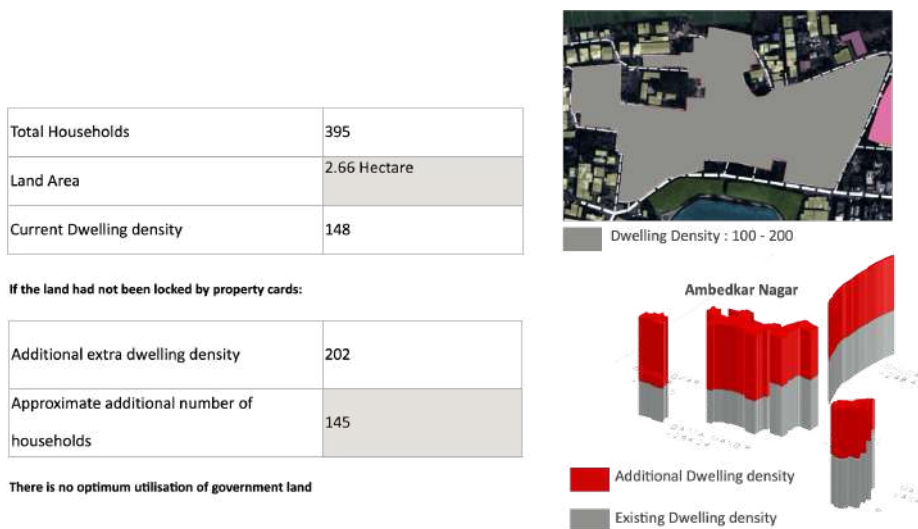 Total Households 395
Land Area 2.66 Hectare
Current Dwelling density 148
If the land had not been locked by property cards:
Additional extra dwelling density 202
Approximate additional number of
households 145
There is no optimum utilisation of government land
Dwelling Density : 100 - 200
Ambedkar Nagar
Additional Dwelling density
Existing Dwelling density